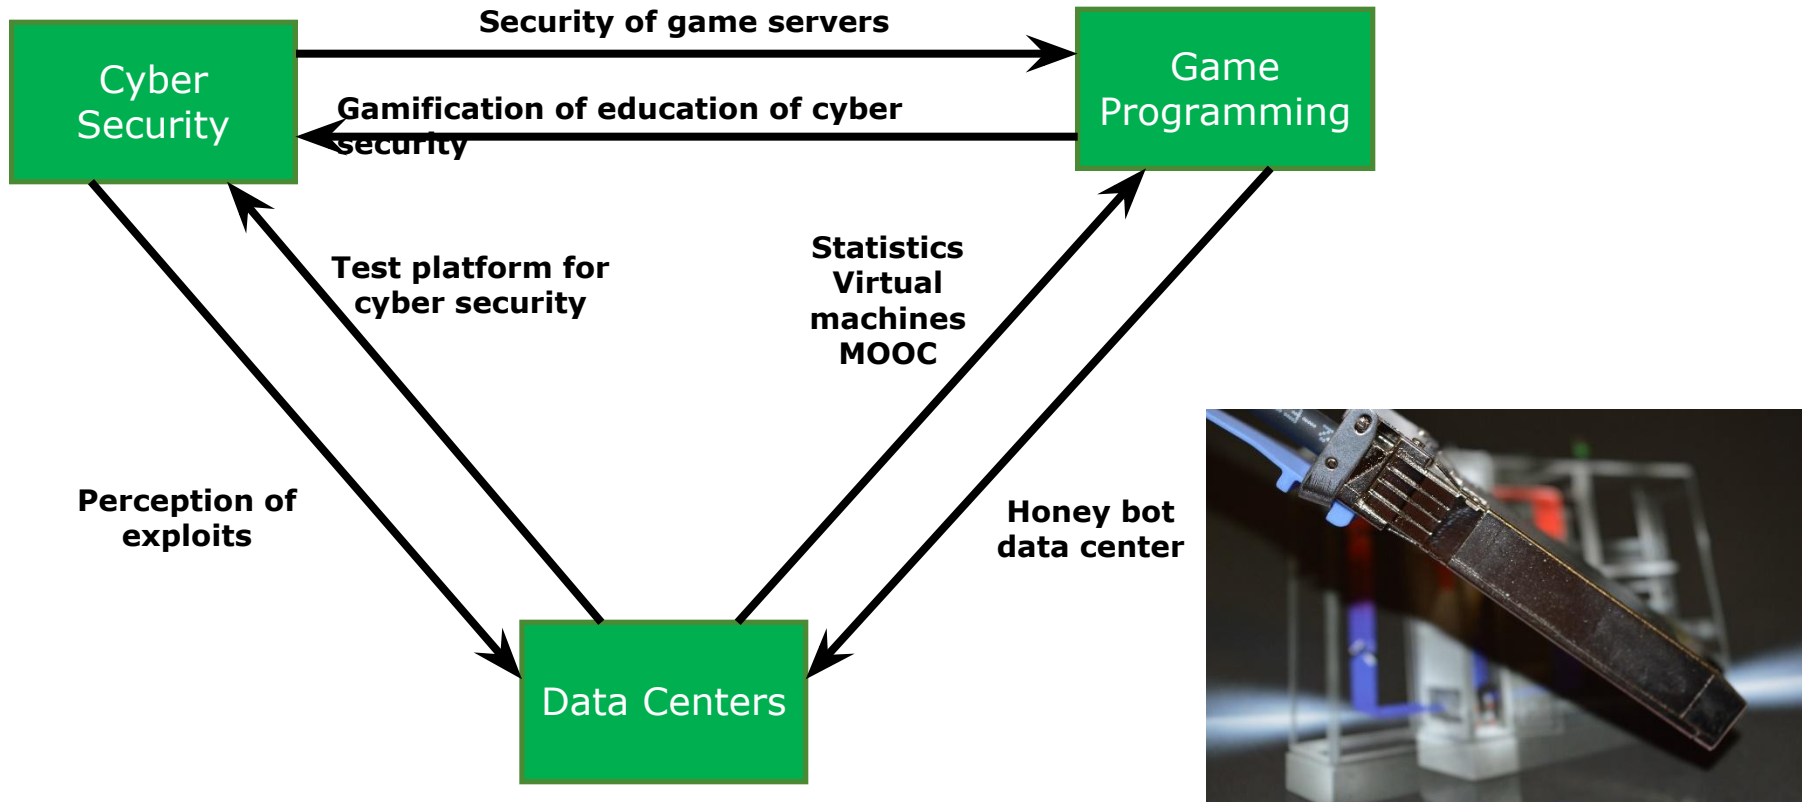 Security of game servers
Cyber
Security
Game
Programming
Gamification of education of cyber
security
Test platform for
cyber security
Statistics
Virtual
machines
MOOC
Perception of
exploits
Honey bot
data center
Data Centers